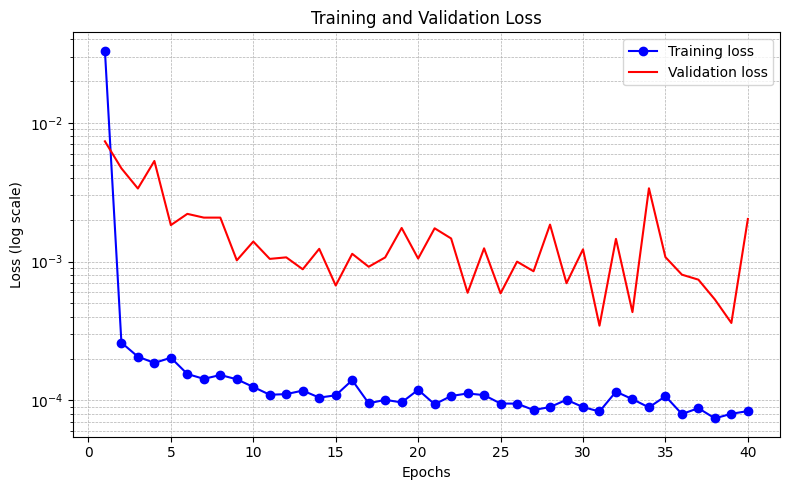 Training and Validation Loss
Training loss
Validation loss
Loss (log scale)
10⁻²
10⁻³
10⁻⁴
0 5 10 15 20 25 30 35 40
Epochs